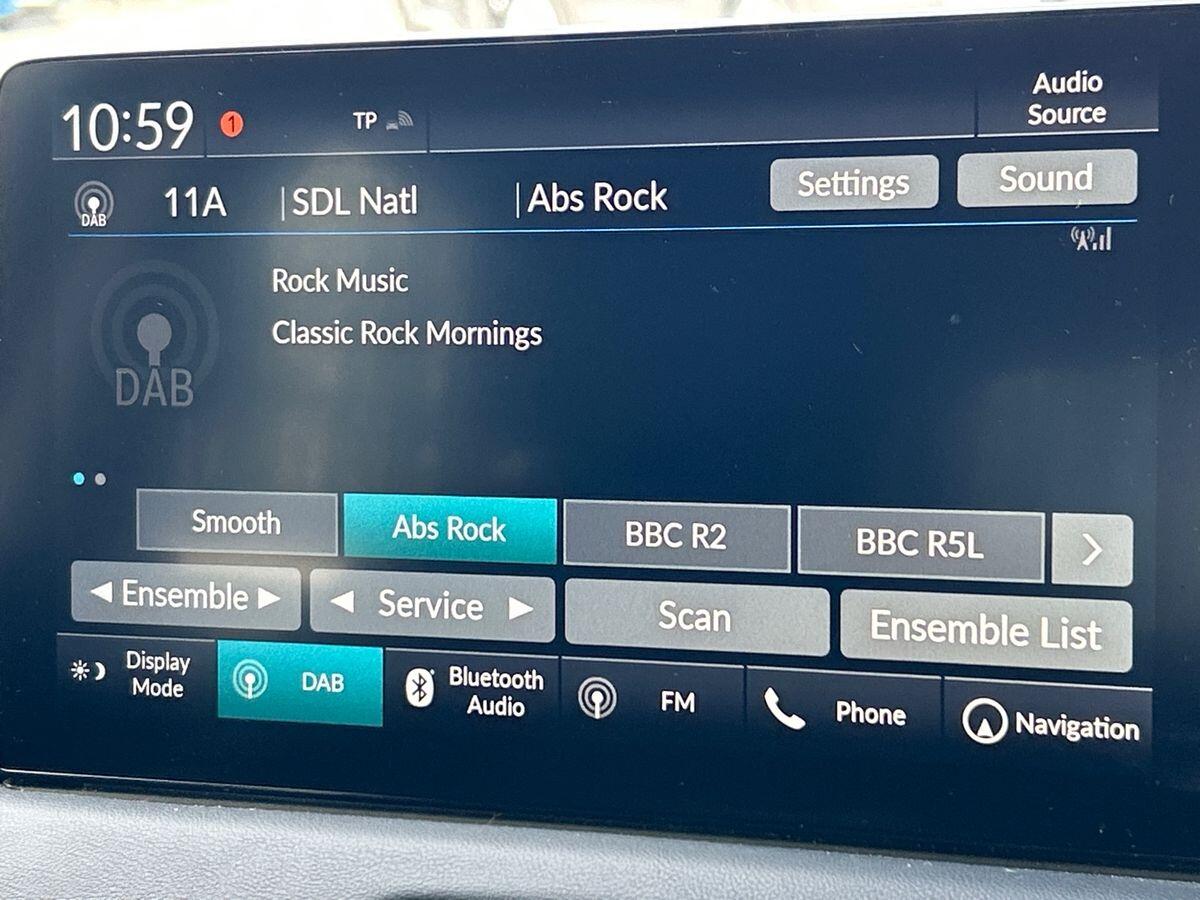 10:59 1 TP
Audio
Source
DAB 11A |SDL Natl |Abs Rock Settings Sound
Rock Music
Classic Rock Mornings
DAB
Smooth Abs Rock BBC R2 BBC R5L >
◀ Ensemble ▶ ◀ Service ▶ Scan Ensemble List
Display
Mode
DAB
Bluetooth
Audio
FM
Phone
Navigation